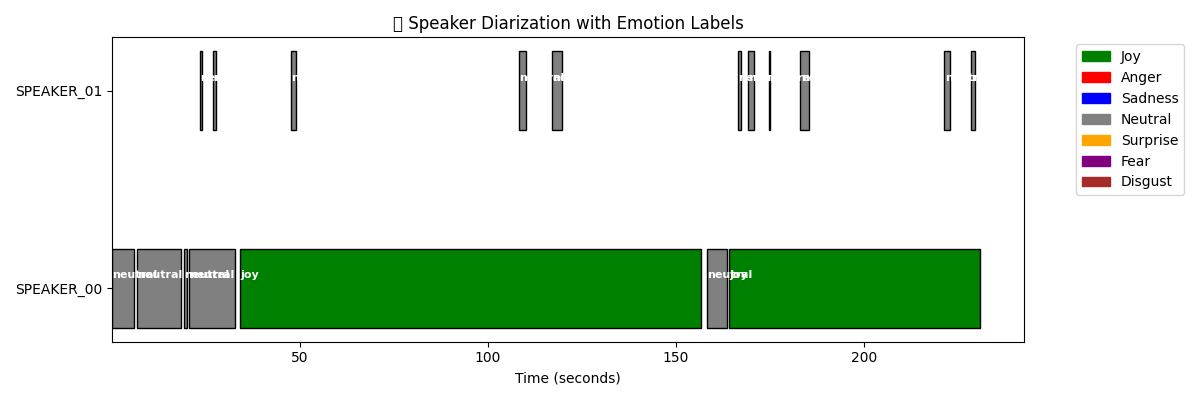 Speaker Diarization with Emotion Labels
SPEAKER_01
SPEAKER_00
neutral
neutral
neutral
neutral
joy
neutral
joy
50
100
150
200
Time (seconds)
Joy
Anger
Sadness
Neutral
Surprise
Fear
Disgust